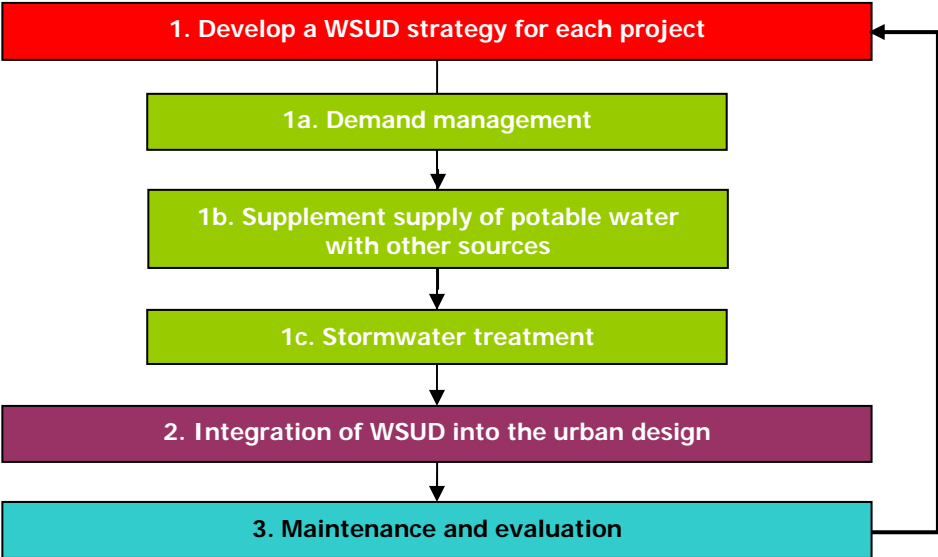 1. Develop a WSUD strategy for each project
1a. Demand management
1b. Supplement supply of potable water
with other sources
1c. Stormwater treatment
2. Integration of WSUD into the urban design
3. Maintenance and evaluation